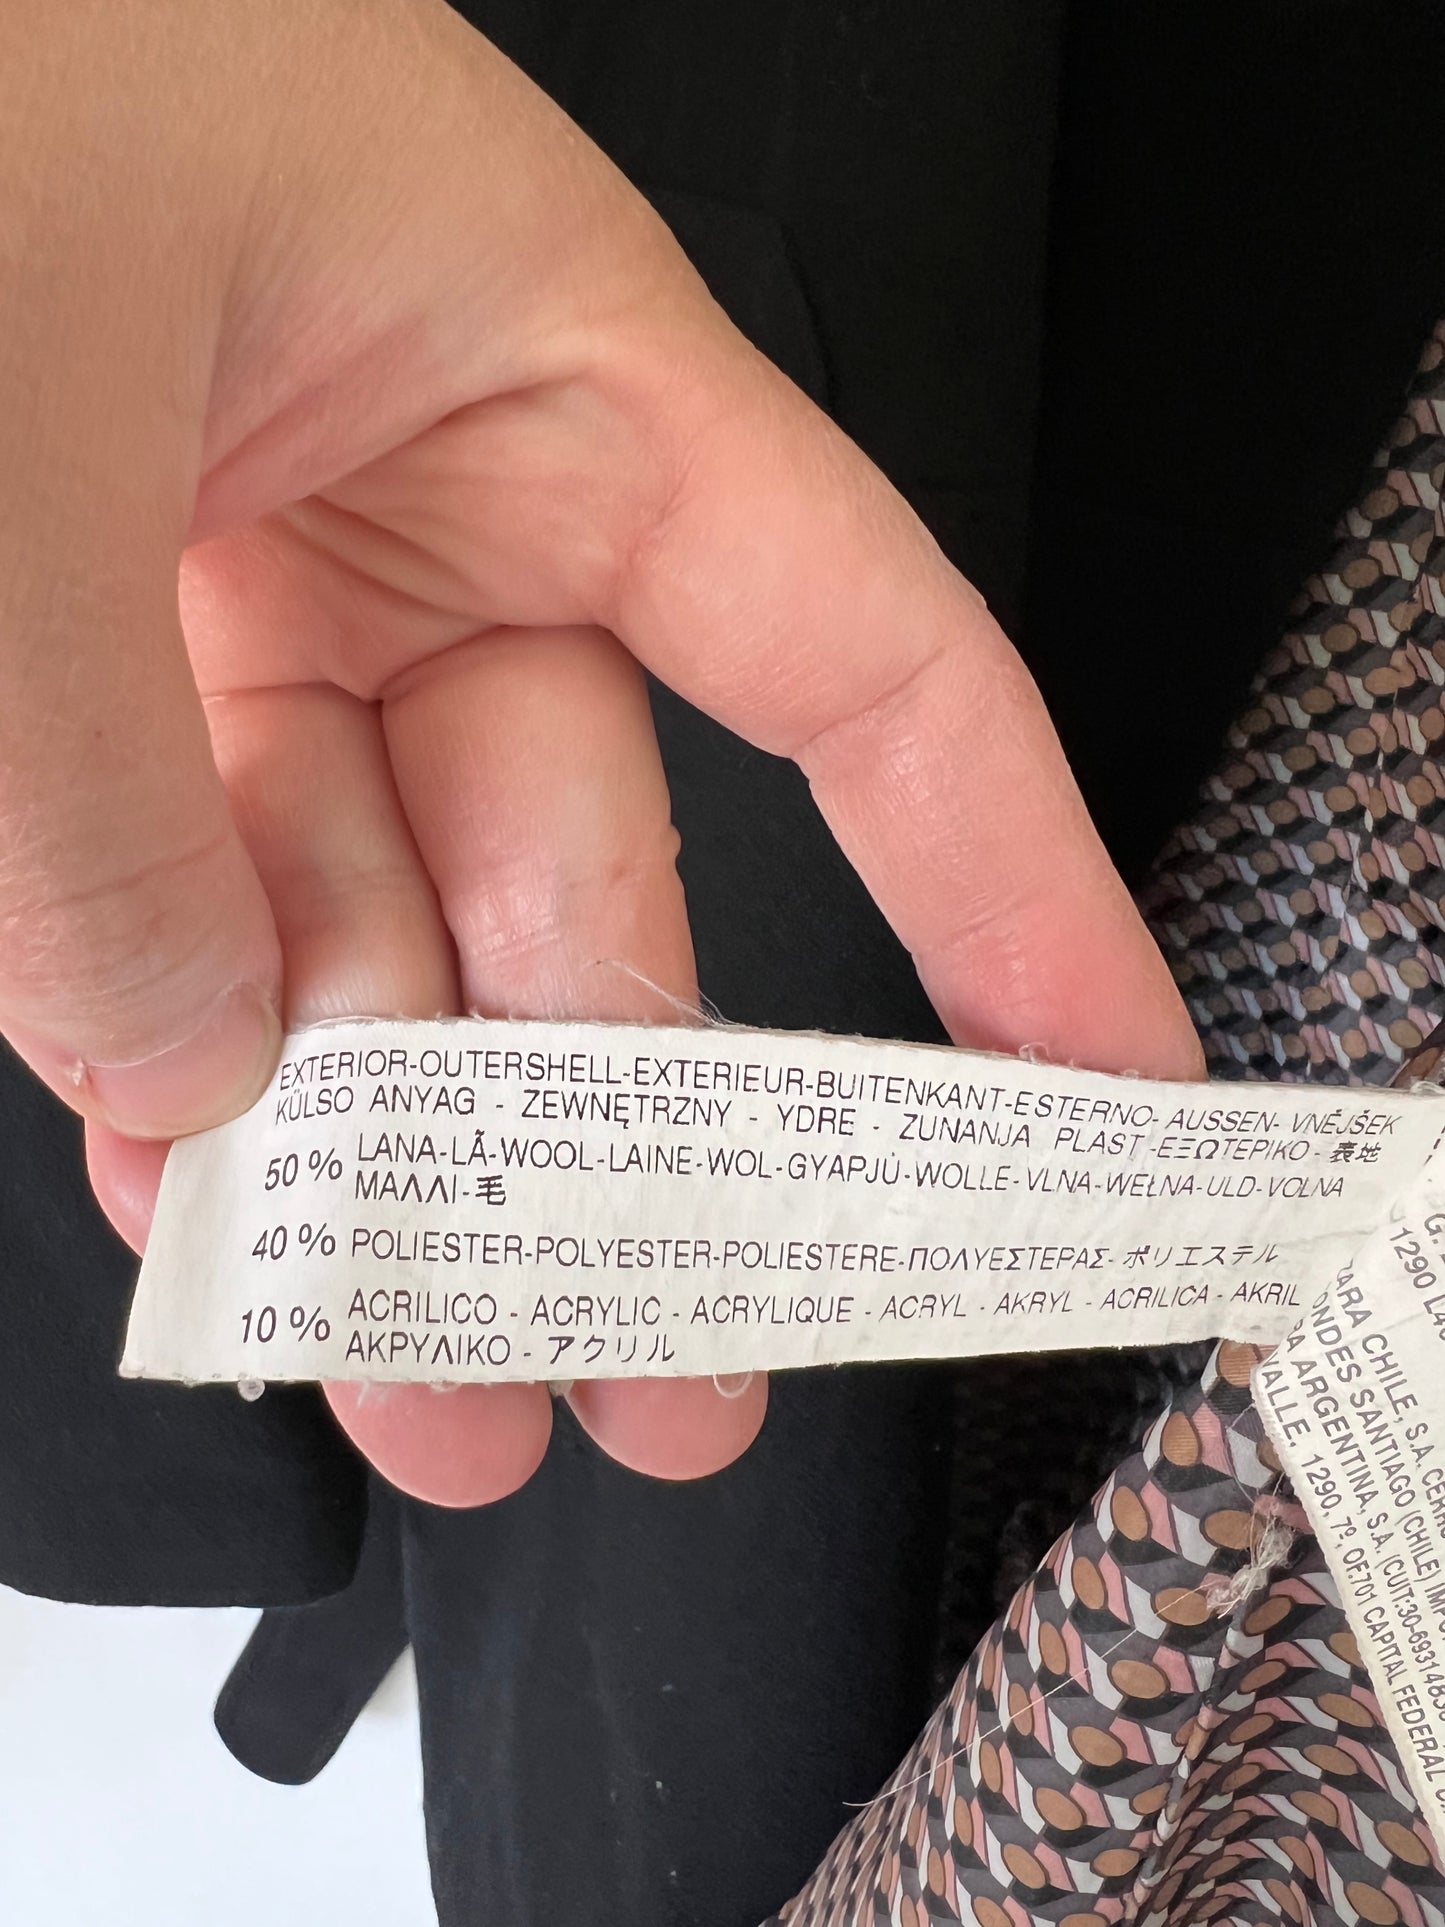 EXTERIOR-OUTERSHELL-EXTERIEUR-BUITENKANT-ESTERNO-AUSSEN-VNÉJŠEK
KÜLSO ANYAG - ZEWNĘTRZNY - YDRE - ZUNANJA PLAST-ΕΞΩΤΕΡΙΚΟ-表地
50 % LANA-LÃ-WOOL-LAINE-WOL-GYAPJÚ-WOLLE-VLNA-WEŁNA-ULD-VOLNA
ΜΑΛΛΙ-毛
40 % POLIESTER-POLYESTER-POLIESTERE-ΠΟΛΥΕΣΤΕΡΑΣ-ポリエステル
10 % ACRILICO - ACRYLIC - ACRYLIQUE - ACRYL - AKRYL - ACRILICA - AKRIL
ΑΚΡΥΛΙΚΟ - アクリル
G.
1290
ZARA CHILE, S.A.
CONDES SANTIAGO (CHILE)
ARGENTINA, S.A. (CUIT:30-
VALLE, 1290, 7º, OF.701 CAPITAL FEDERAL